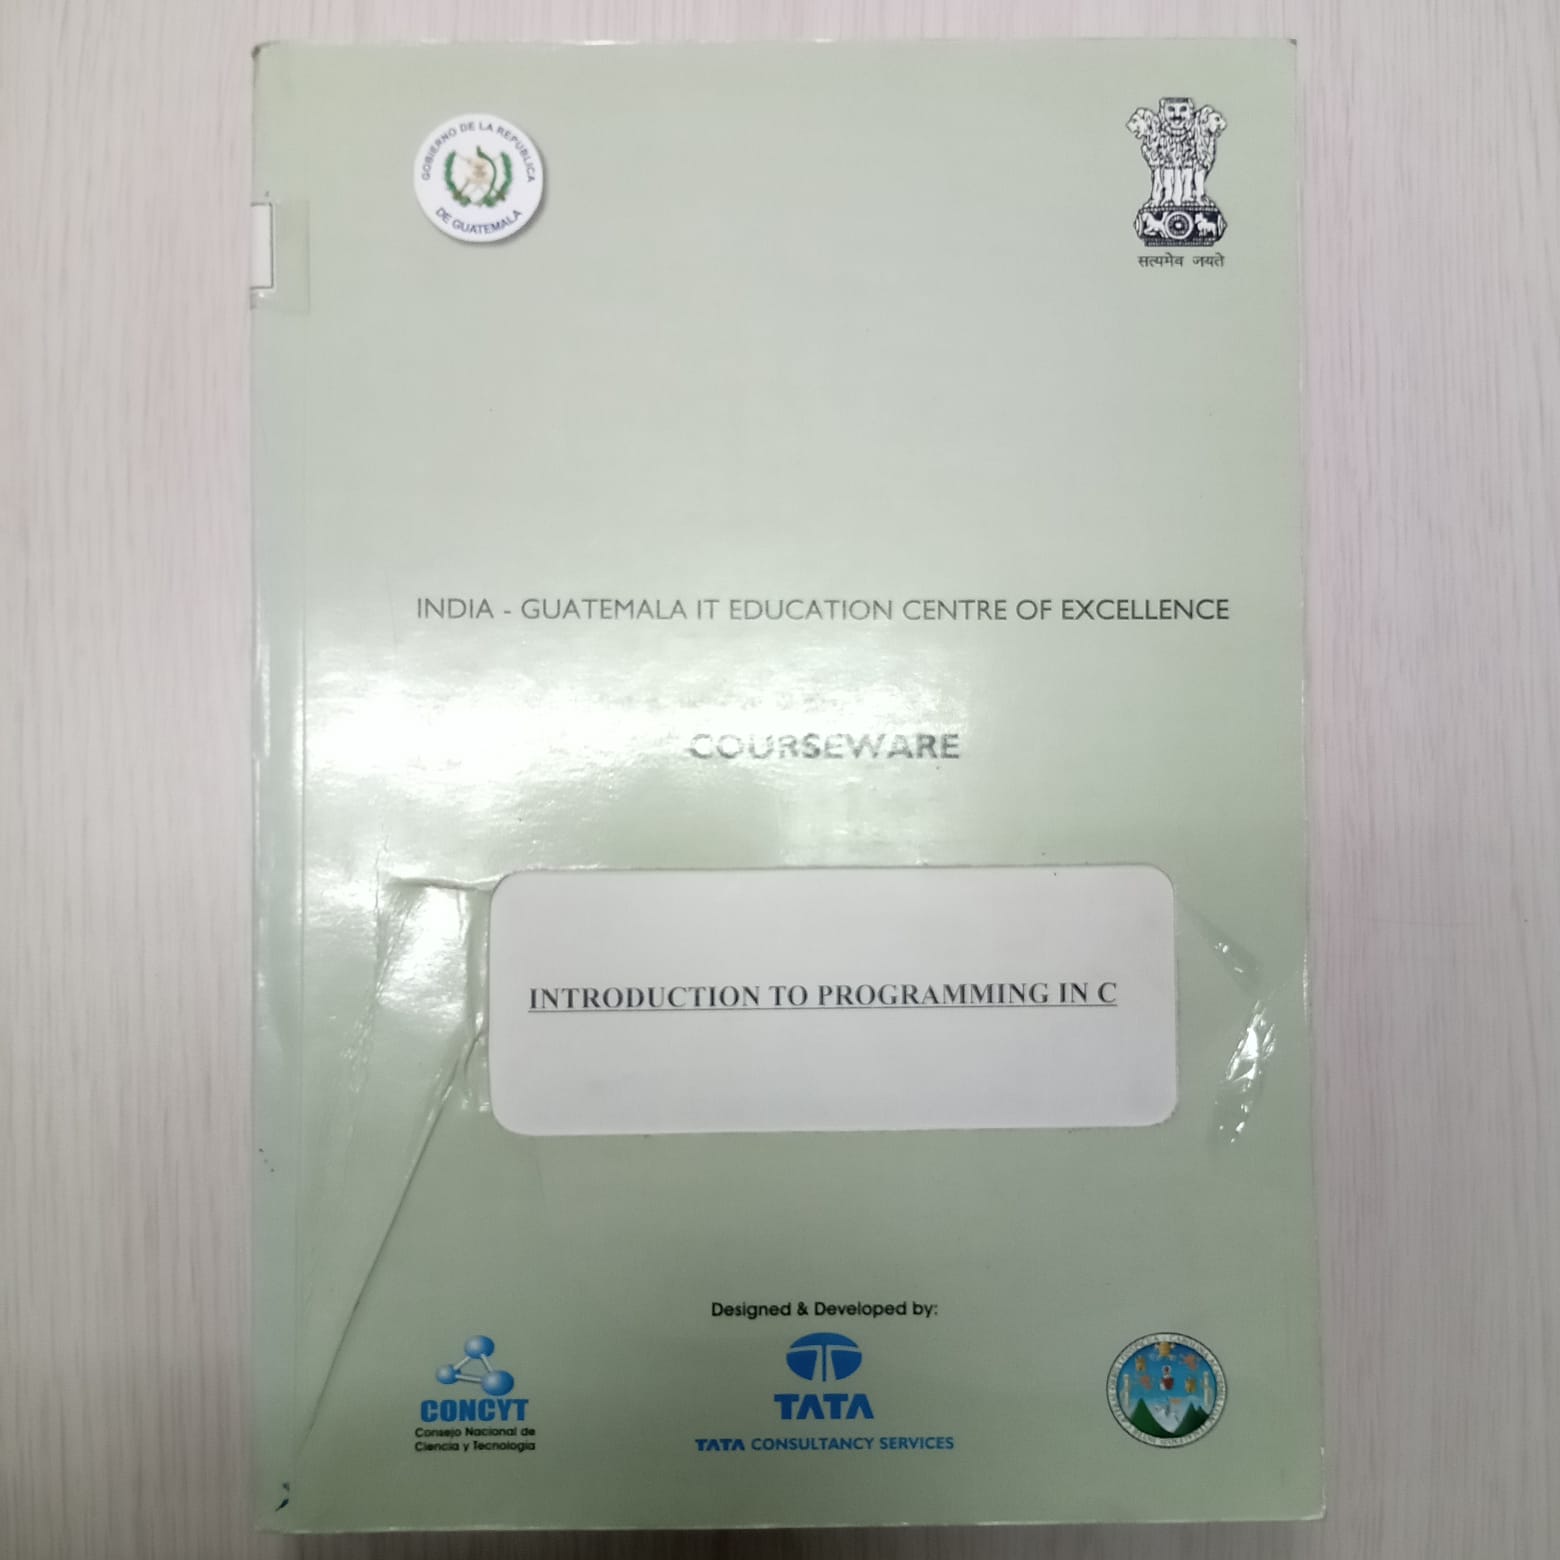 GOBIERNO DE LA REPUBLICA
DE GUATEMALA
सत्यमेव जयते
INDIA - GUATEMALA IT EDUCATION CENTRE OF EXCELLENCE
COURSEWARE
INTRODUCTION TO PROGRAMMING IN C
Designed & Developed by:
CONCYT
Consejo Nacional de
Ciencia y Tecnología
TATA
TATA CONSULTANCY SERVICES